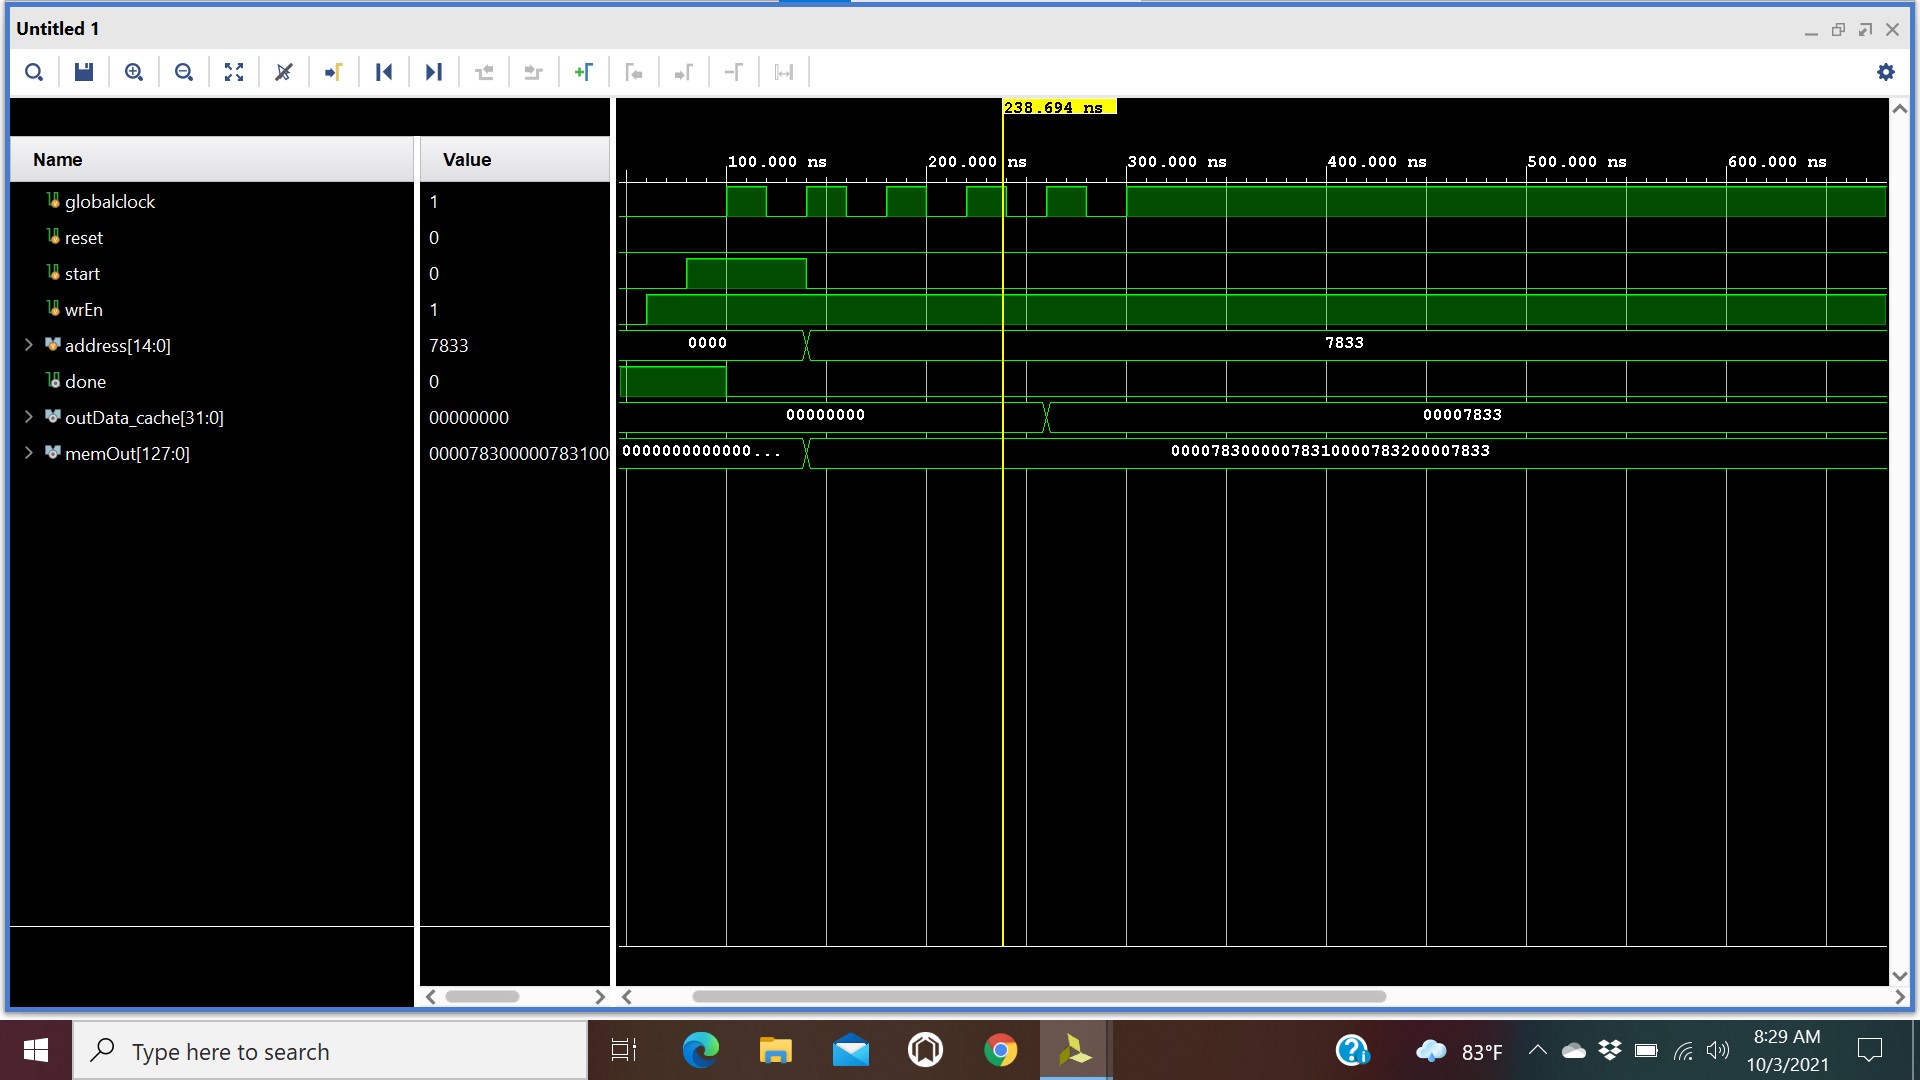 Untitled 1
238.694 ns
Name Value
100.000 ns 200.000 ns 300.000 ns 400.000 ns 500.000 ns 600.000 ns
globalclock 1
reset 0
start 0
wrEn 1
address[14:0] 7833 0000 7833
done 0
outData_cache[31:0] 00000000 00000000 00007833
memOut[127:0] 000078300000783100 0000000000000... 00007830000078310000783200007833
Type here to search
83°F
8:29 AM
10/3/2021